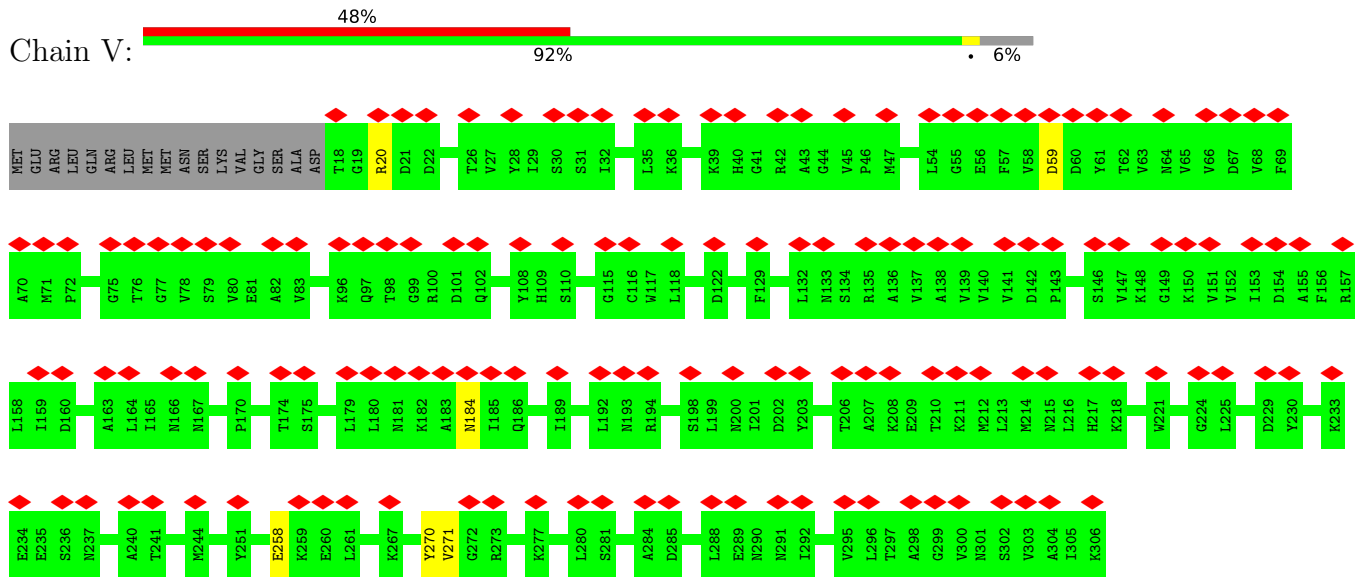 48%
Chain V:
92%
•
6%
MET GLU ARG LEU GLN ARG LEU MET MET ASN SER LYS VAL GLY SER ALA ASP T18 G19 R20 D21 D22 T26 V27 Y28 I29 S30 S31 I32 L35 K36 K39 H40 G41 R42 A43 G44 V45 P46 M47 L54 G55 E56 F57 V58 D59 D60 Y61 T62 V63 N64 V65 V66 D67 V68 F69
A70 M71 P72 G75 T76 G77 V78 S79 V80 E81 A82 V83 K96 Q97 T98 G99 R100 D101 Q102 Y108 H109 S110 G115 C116 W117 L118 D122 F129 L132 N133 S134 R135 A136 V137 A138 V139 V140 V141 D142 P143 S146 V147 K148 G149 K150 V151 V152 I153 D154 A155 F156 R157
L158 I159 D160 A163 L164 I165 N166 N167 P170 T174 S175 L179 L180 N181 K182 A183 N184 I185 Q186 I189 L192 N193 R194 S198 L199 N200 I201 D202 Y203 T206 A207 K208 E209 T210 K211 M212 L213 M214 N215 L216 H217 K218 W221 G224 L225 D229 Y230 K233
E234 E235 S236 N237 A240 T241 M244 Y251 E258 K259 E260 L261 K267 Y270 V271 G272 R273 K277 L280 S281 A284 D285 L288 E289 N290 N291 I292 V295 L296 T297 A298 G299 V300 N301 S302 V303 A304 I305 K306